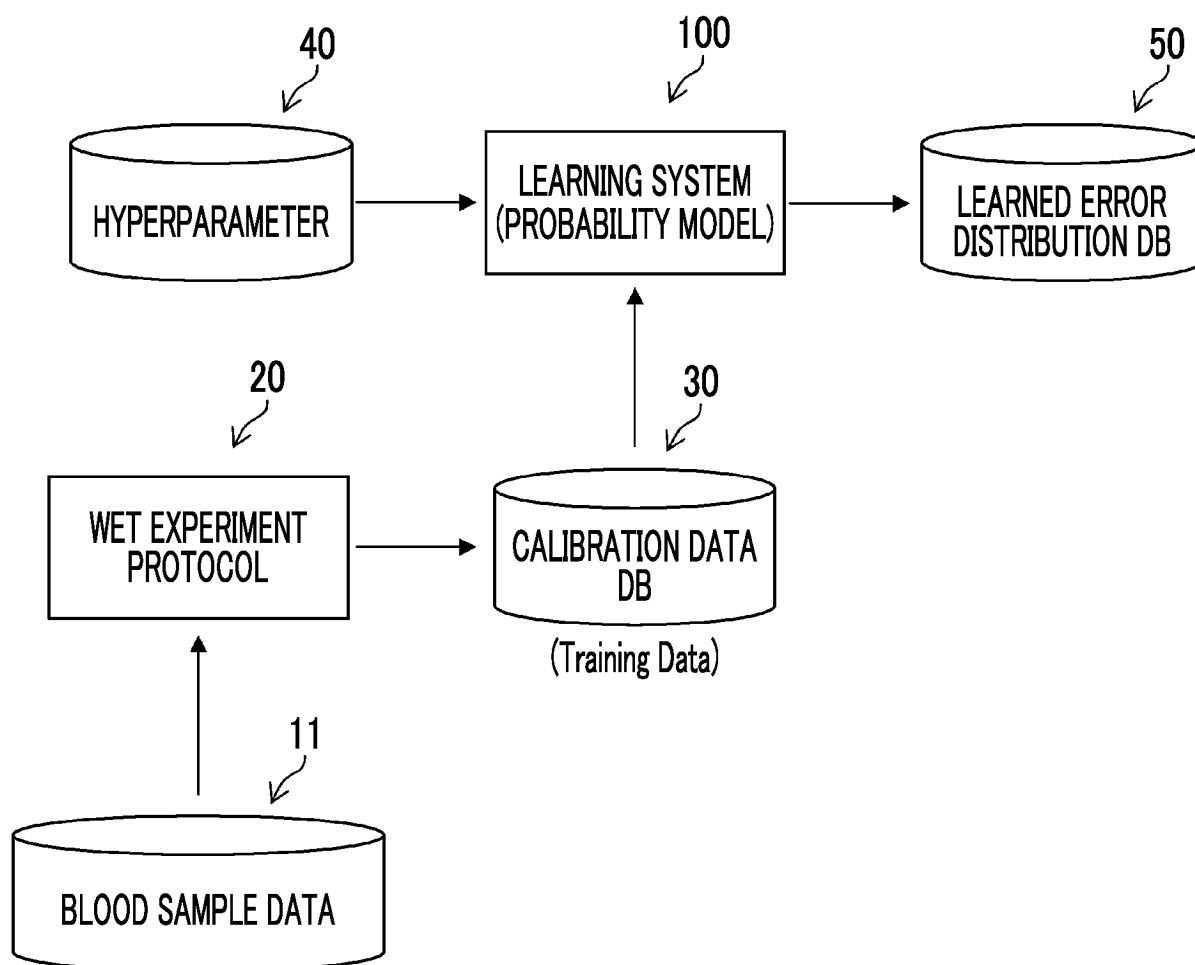 40
100
50
HYPERPARAMETER
LEARNING SYSTEM
(PROBABILITY MODEL)
LEARNED ERROR
DISTRIBUTION DB
20
30
WET EXPERIMENT
PROTOCOL
CALIBRATION DATA
DB
(Training Data)
11
BLOOD SAMPLE DATA